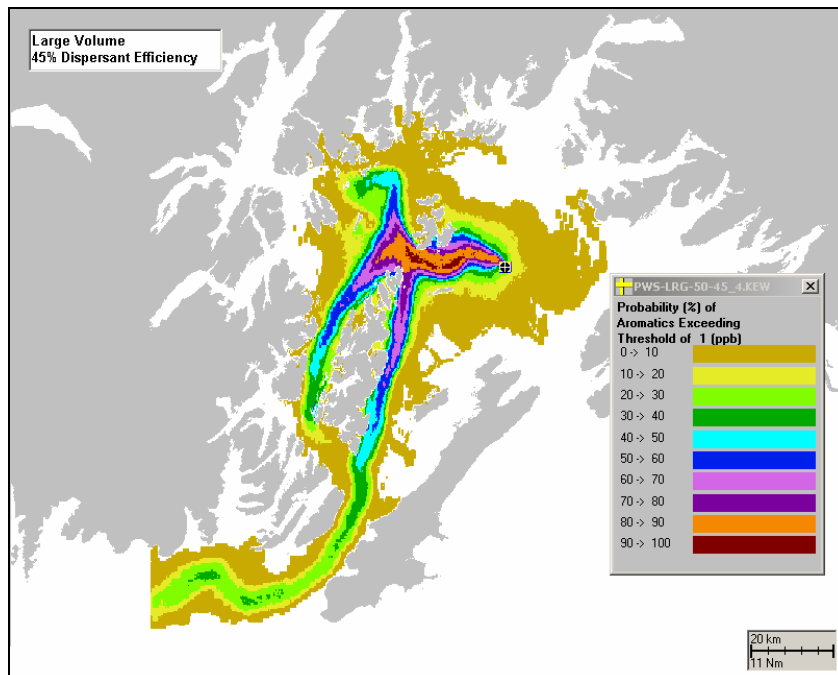 Large Volume
45% Dispersant Efficiency
PWS-LRG-50-45_4.KEW
Probability (%) of
Aromatics Exceeding
Threshold of 1 (ppb)
0 -> 10
10 -> 20
20 -> 30
30 -> 40
40 -> 50
50 -> 60
60 -> 70
70 -> 80
80 -> 90
90 -> 100
20 km
11 Nm